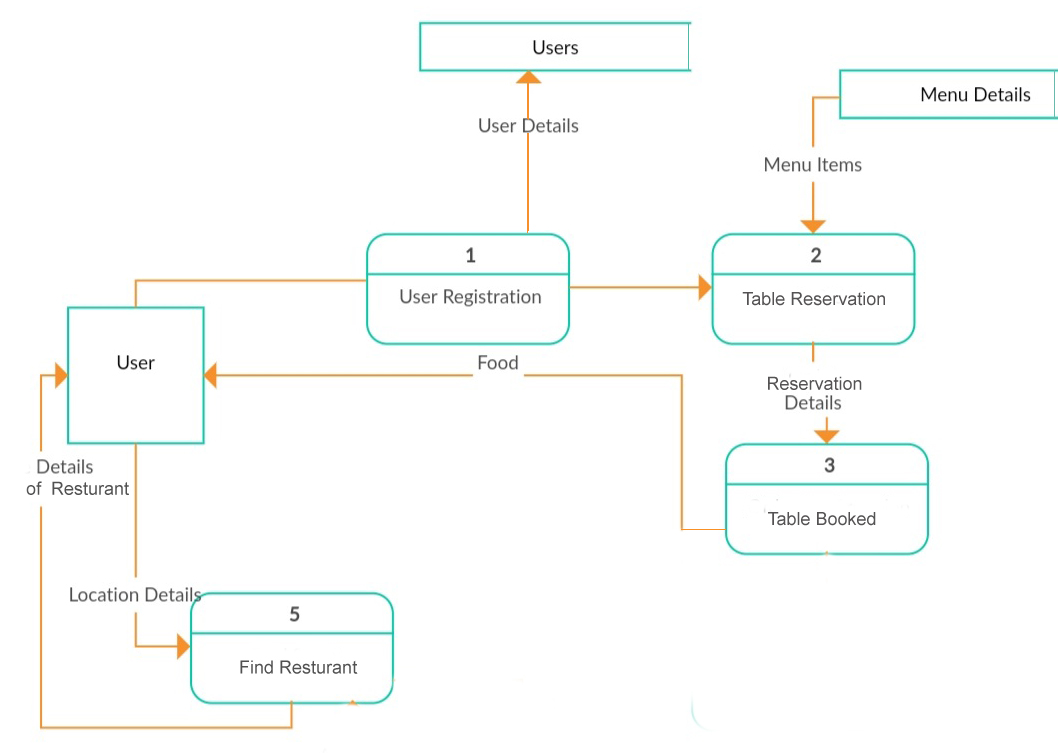 Users
Menu Details
User Details
Menu Items
1
User Registration
2
Table Reservation
User
Food
Reservation
Details
3
Table Booked
Details
of Resturant
Location Details
5
Find Resturant